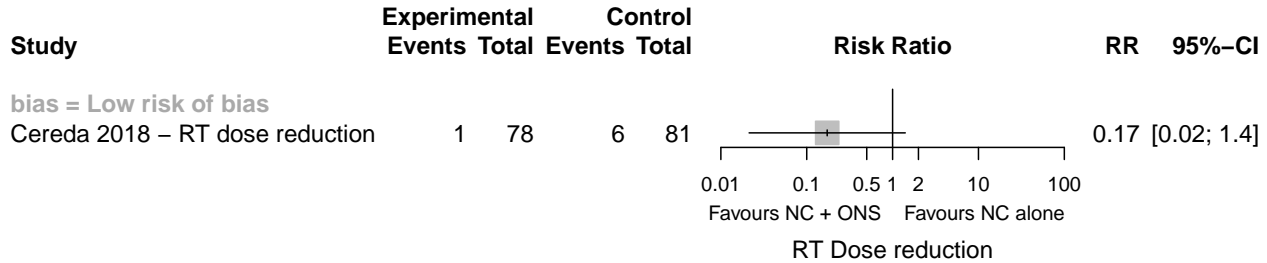 Experimental Control
Study Events Total Events Total Risk Ratio RR 95%−CI
bias = Low risk of bias
Cereda 2018 − RT dose reduction 1 78 6 81 0.17 [0.02; 1.4]
0.01 0.1 0.5 1 2 10 100
Favours NC + ONS Favours NC alone
RT Dose reduction